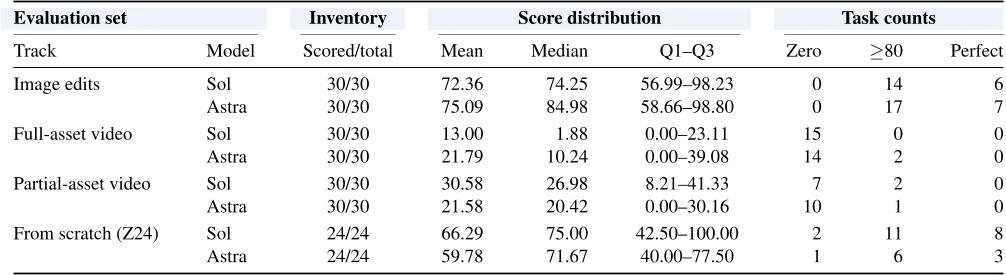 Evaluation set Inventory Score distribution Task counts
Track Model Scored/total Mean Median Q1–Q3 Zero ≥80 Perfect
Image edits Sol 30/30 72.36 74.25 56.99–98.23 0 14 6
Astra 30/30 75.09 84.98 58.66–98.80 0 17 7
Full-asset video Sol 30/30 13.00 1.88 0.00–23.11 15 0 0
Astra 30/30 21.79 10.24 0.00–39.08 14 2 0
Partial-asset video Sol 30/30 30.58 26.98 8.21–41.33 7 2 0
Astra 30/30 21.58 20.42 0.00–30.16 10 1 0
From scratch (Z24) Sol 24/24 66.29 75.00 42.50–100.00 2 11 8
Astra 24/24 59.78 71.67 40.00–77.50 1 6 3